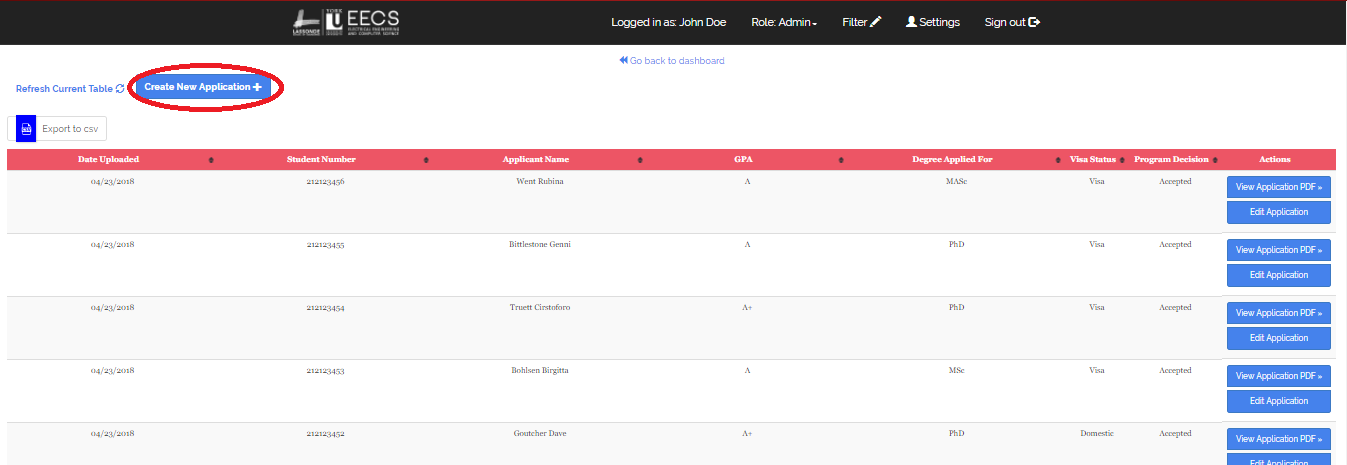 LASSONDE YORK U EECS
ELECTRICAL ENGINEERING
AND COMPUTER SCIENCE
Logged in as: John Doe Role: Admin Filter Settings Sign out
Go back to dashboard
Refresh Current Table Create New Application
Export to csv
Date Uploaded Student Number Applicant Name GPA Degree Applied For Visa Status Program Decision Actions
04/23/2018 212123456 Went Rubina A MASc Visa Accepted View Application PDF »
Edit Application
04/23/2018 212123455 Bittlestone Genni A PhD Visa Accepted View Application PDF »
Edit Application
04/23/2018 212123454 Truett Cirstoforo A+ PhD Visa Accepted View Application PDF »
Edit Application
04/23/2018 212123453 Bohlsen Birgitta A MSc Visa Accepted View Application PDF »
Edit Application
04/23/2018 212123452 Goutcher Dave A+ PhD Domestic Accepted View Application PDF »
Edit Application